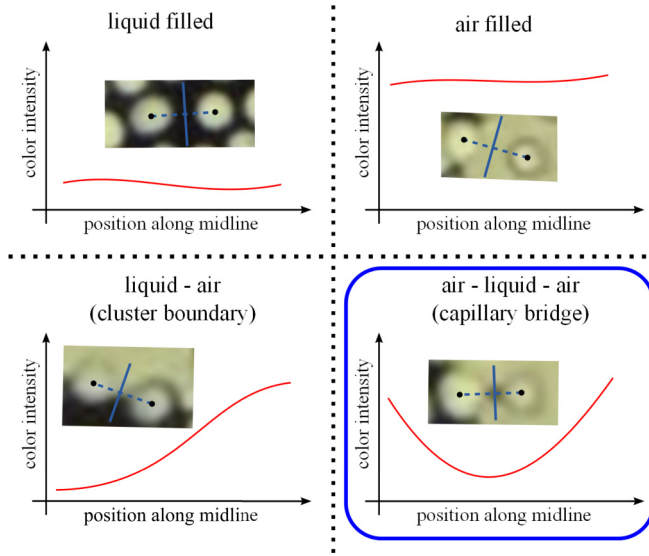 liquid filled
color intensity
position along midline
air filled
color intensity
position along midline
liquid - air
(cluster boundary)
color intensity
position along midline
air - liquid - air
(capillary bridge)
color intensity
position along midline